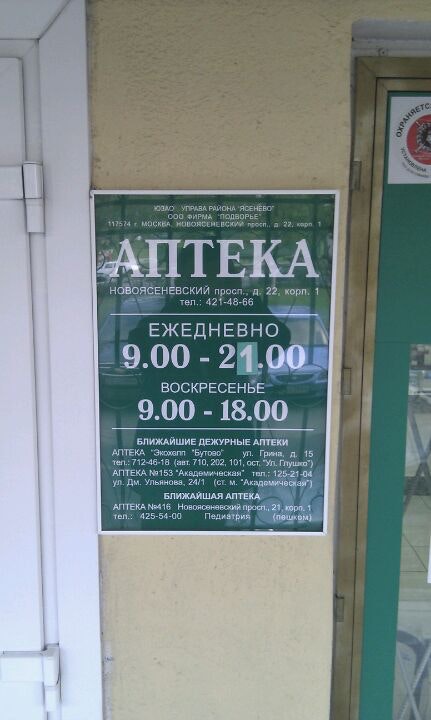 ЮЗАО УПРАВА РАЙОНА "ЯСЕНЕВО"
ООО ФИРМА "ПОДВОРЬЕ"
117574 г. МОСКВА, НОВОЯСЕНЕВСКИЙ просп., д. 22, корп. 1
АПТЕКА
НОВОЯСЕНЕВСКИЙ просп., д. 22, корп. 1
тел.: 421-48-66
ЕЖЕДНЕВНО
9.00 - 21.00
ВОСКРЕСЕНЬЕ
9.00 - 18.00
БЛИЖАЙШИЕ ДЕЖУРНЫЕ АПТЕКИ
АПТЕКА "Экохелп "Бутово" ул. Грина, д. 15
тел.: 712-46-18 (авт. 710, 202, 101, ост. "Ул. Глушко")
АПТЕКА №153 "Академическая" тел.: 125-21-04
ул. Дм. Ульянова, 24/1 (ст. м. "Академическая")
БЛИЖАЙШАЯ АПТЕКА
АПТЕКА №416 Новоясеневский просп., 21, корп. 1
тел.: 425-54-00 Педиатрия (пешком)
ОХРАНЯЕТСЯ
УСТАНОВЛЕНА